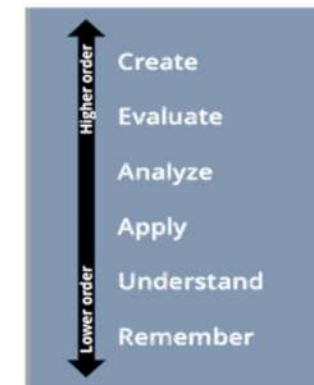 Higher order
Create
Evaluate
Analyze
Apply
Lower order
Understand
Remember